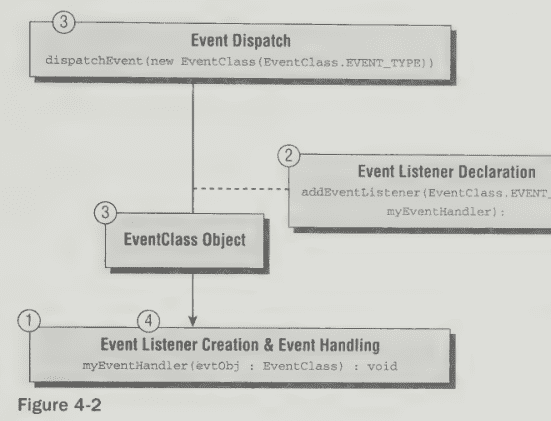 3
Event Dispatch
dispatchEvent(new EventClass(EventClass.EVENT_TYPE))
2
Event Listener Declaration
addEventListener(EventClass.EVENT_
myEventHandler):
3
EventClass Object
1
4
Event Listener Creation & Event Handling
myEventHandler(evtObj : EventClass) : void
Figure 4-2